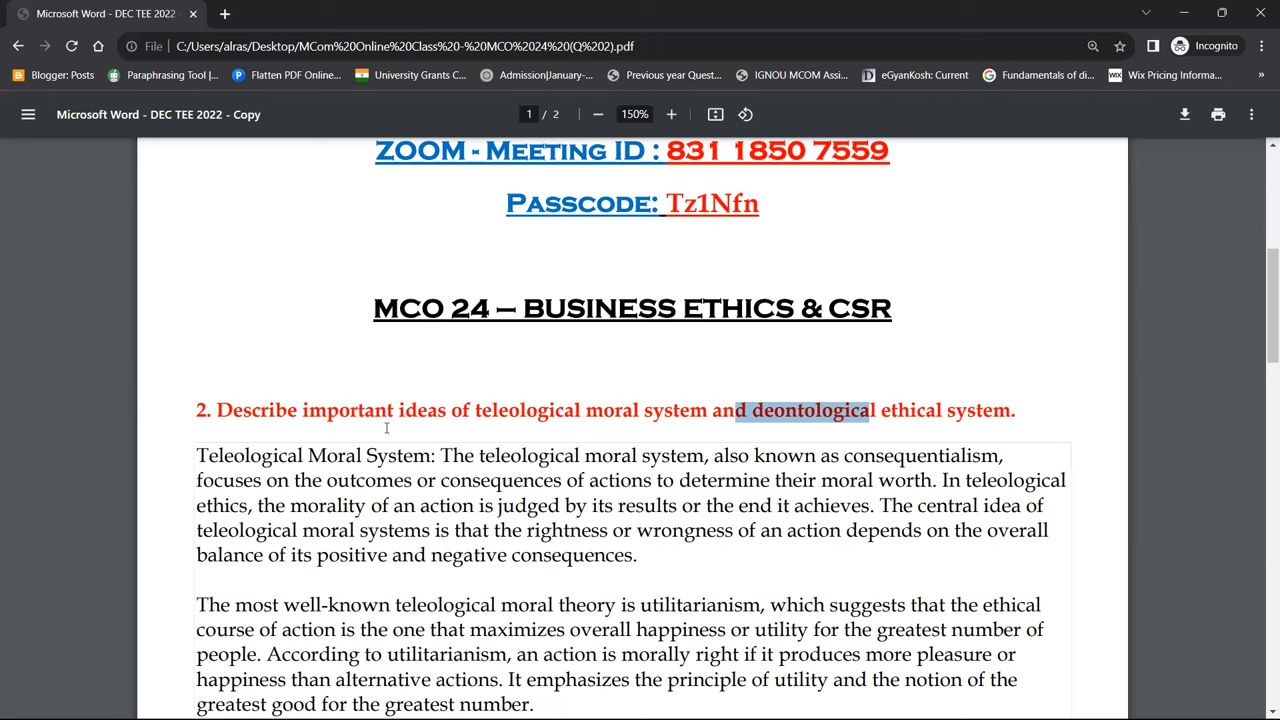 Microsoft Word - DEC TEE 2022 -
File
C:/Users/alras/Desktop/MCom%20Online%20Class%20-%20MCO%2024%20(Q%202).pdf
Incognito
Blogger: Posts
Paraphrasing Tool |...
Flatten PDF Online...
University Grants C...
Admission|January-...
Previous year Quest...
IGNOU MCOM Assi...
eGyanKosh: Current
Fundamentals of di...
Wix Pricing Informa...
»
Microsoft Word - DEC TEE 2022 - Copy
1 / 2
150%
ZOOM - MEETING ID : 831 1850 7559
PASSCODE: Tz1Nfn
MCO 24 – BUSINESS ETHICS & CSR
2. Describe important ideas of teleological moral system and deontological ethical system.
Teleological Moral System: The teleological moral system, also known as consequentialism,
focuses on the outcomes or consequences of actions to determine their moral worth. In teleological
ethics, the morality of an action is judged by its results or the end it achieves. The central idea of
teleological moral systems is that the rightness or wrongness of an action depends on the overall
balance of its positive and negative consequences.
The most well-known teleological moral theory is utilitarianism, which suggests that the ethical
course of action is the one that maximizes overall happiness or utility for the greatest number of
people. According to utilitarianism, an action is morally right if it produces more pleasure or
happiness than alternative actions. It emphasizes the principle of utility and the notion of the
greatest good for the greatest number.